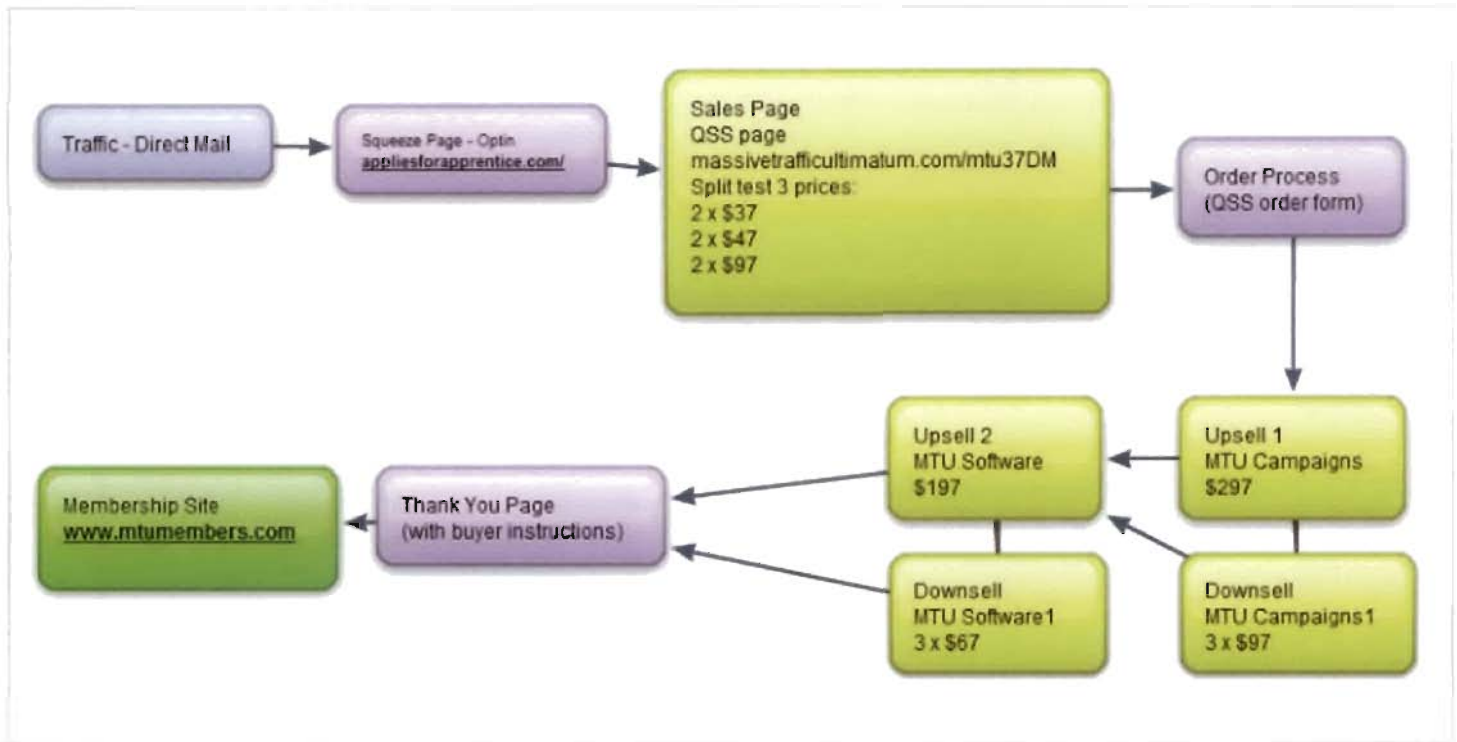 Traffic - Direct Mail
Squeeze Page - Optin
appliesforapprentice.com/
Sales Page
QSS page
massivetrafficultimatum.com/mtu37DM
Split test 3 prices:
2 x $37
2 x $47
2 x $97
Order Process
(QSS order form)
Upsell 1
MTU Campaigns
$297
Downsell
MTU Campaigns1
3 x $97
Upsell 2
MTU Software
$197
Downsell
MTU Software1
3 x $67
Thank You Page
(with buyer instructions)
Membership Site
www.mtumembers.com